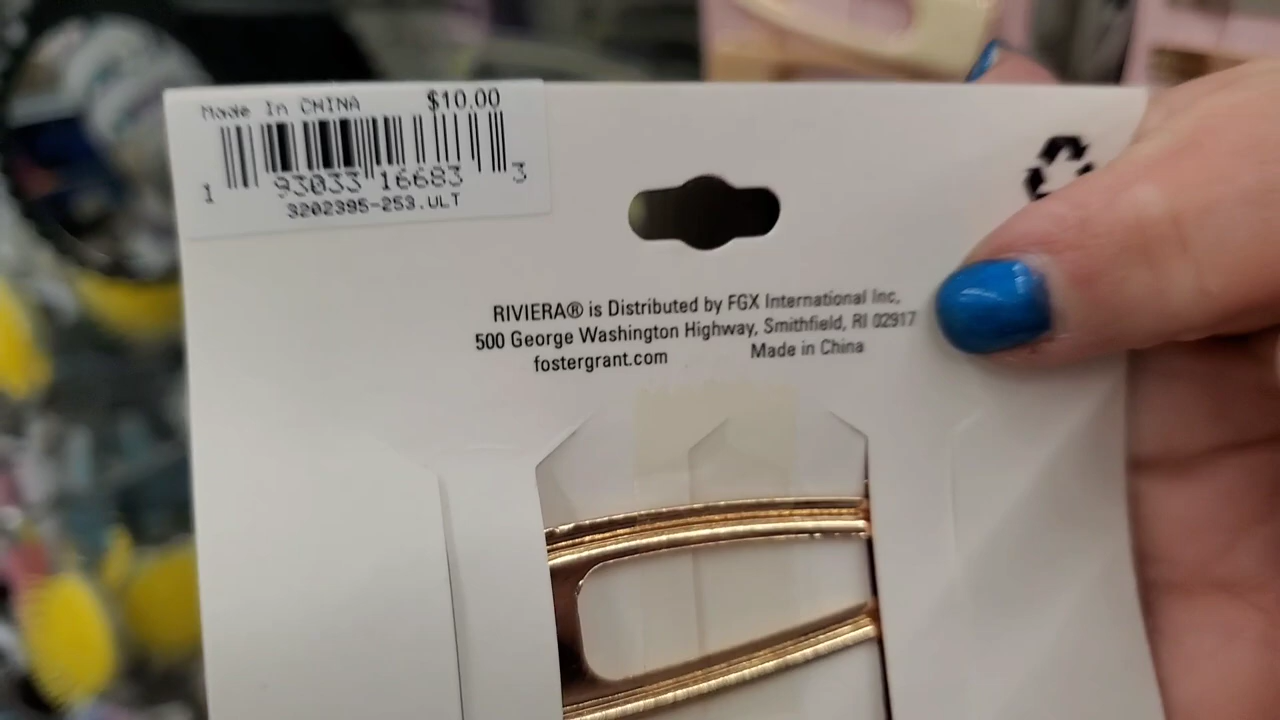 Made In CHINA $10.00
1 93033 16683 3
3202395-253.ULT
RIVIERA® is Distributed by FGX International Inc,
500 George Washington Highway, Smithfield, RI 02917
fostergrant.com Made in China